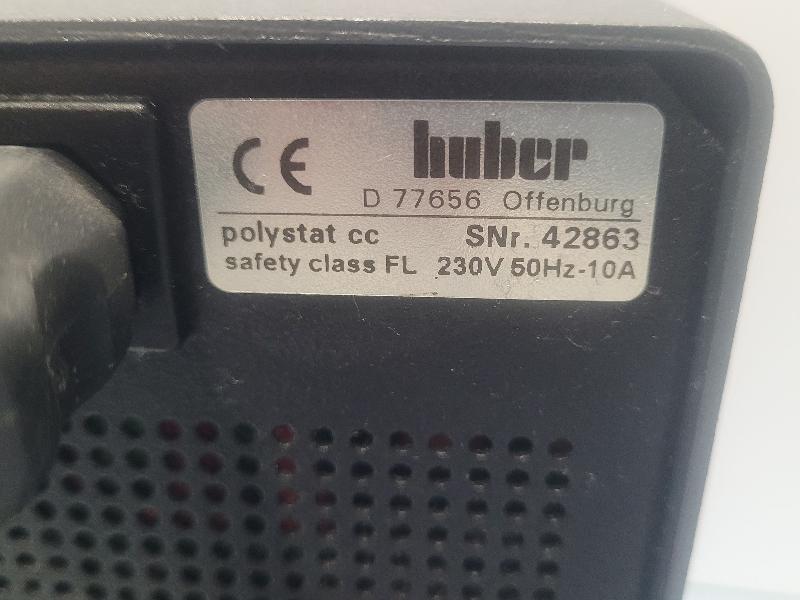 CE huber
D 77656 Offenburg
polystat cc SNr. 42863
safety class FL 230V 50Hz-10A